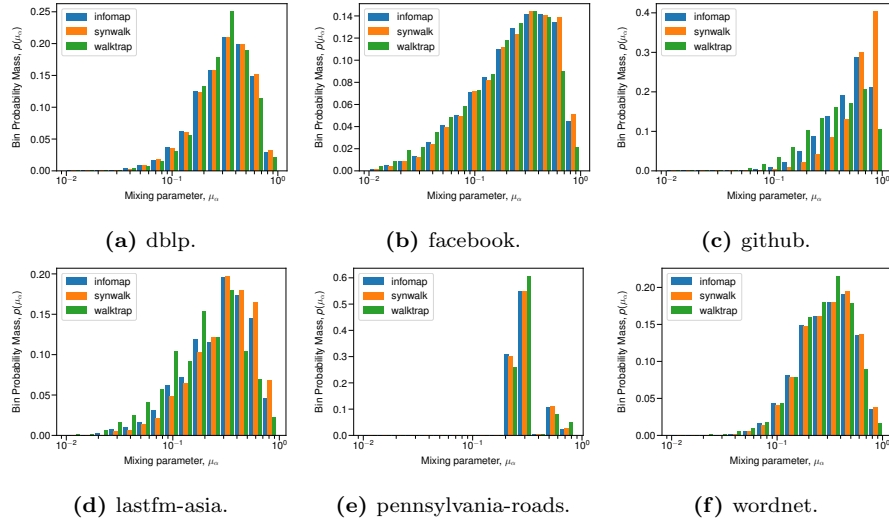 0.25
0.20
0.15
0.10
0.05
0.00
Bin Probability Mass, p(μα)
infomap
synwalk
walktrap
10⁻² 10⁻¹ 10⁰
Mixing parameter, μα
(a) dblp.
0.14
0.12
0.10
0.08
0.06
0.04
0.02
0.00
Bin Probability Mass, p(μα)
infomap
synwalk
walktrap
10⁻² 10⁻¹ 10⁰
Mixing parameter, μα
(b) facebook.
0.4
0.3
0.2
0.1
0.0
Bin Probability Mass, p(μα)
infomap
synwalk
walktrap
10⁻² 10⁻¹ 10⁰
Mixing parameter, μα
(c) github.
0.20
0.15
0.10
0.05
0.00
Bin Probability Mass, p(μα)
infomap
synwalk
walktrap
10⁻² 10⁻¹ 10⁰
Mixing parameter, μα
(d) lastfm-asia.
0.6
0.5
0.4
0.3
0.2
0.1
0.0
Bin Probability Mass, p(μα)
infomap
synwalk
walktrap
10⁻² 10⁻¹ 10⁰
Mixing parameter, μα
(e) pennsylvania-roads.
0.20
0.15
0.10
0.05
0.00
Bin Probability Mass, p(μα)
infomap
synwalk
walktrap
10⁻² 10⁻¹ 10⁰
Mixing parameter, μα
(f) wordnet.